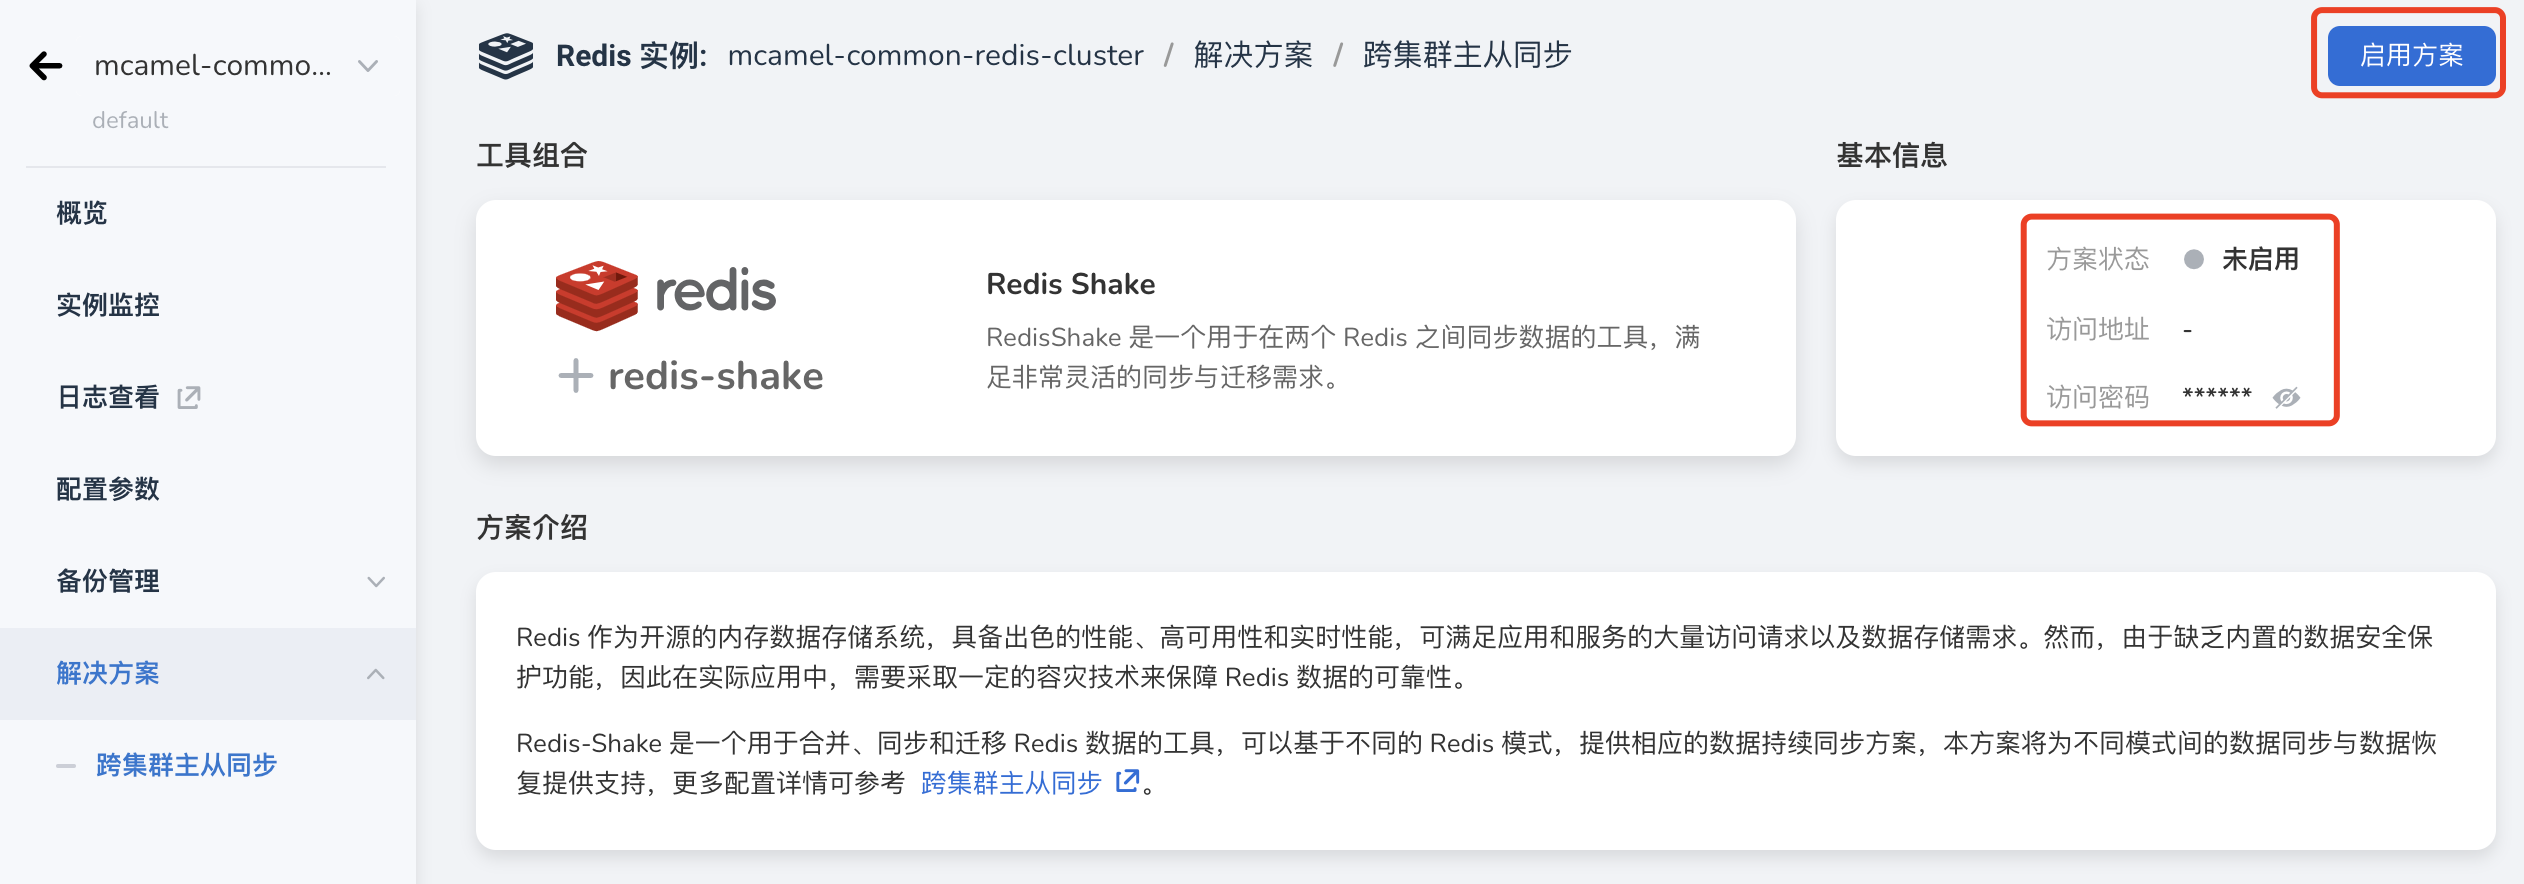 mcamel-commo...
default
概览
实例监控
日志查看
配置参数
备份管理
解决方案
跨集群主从同步
Redis 实例: mcamel-common-redis-cluster / 解决方案 / 跨集群主从同步
启用方案
工具组合
redis
+ redis-shake
Redis Shake
RedisShake 是一个用于在两个 Redis 之间同步数据的工具，满
足非常灵活的同步与迁移需求。
基本信息
方案状态 未启用
访问地址 -
访问密码 ******
方案介绍
Redis 作为开源的内存数据存储系统，具备出色的性能、高可用性和实时性能，可满足应用和服务的大量访问请求以及数据存储需求。然而，由于缺乏内置的数据安全保
护功能，因此在实际应用中，需要采取一定的容灾技术来保障 Redis 数据的可靠性。
Redis-Shake 是一个用于合并、同步和迁移 Redis 数据的工具，可以基于不同的 Redis 模式，提供相应的数据持续同步方案，本方案将为不同模式间的数据同步与数据恢
复提供支持，更多配置详情可参考 跨集群主从同步 。